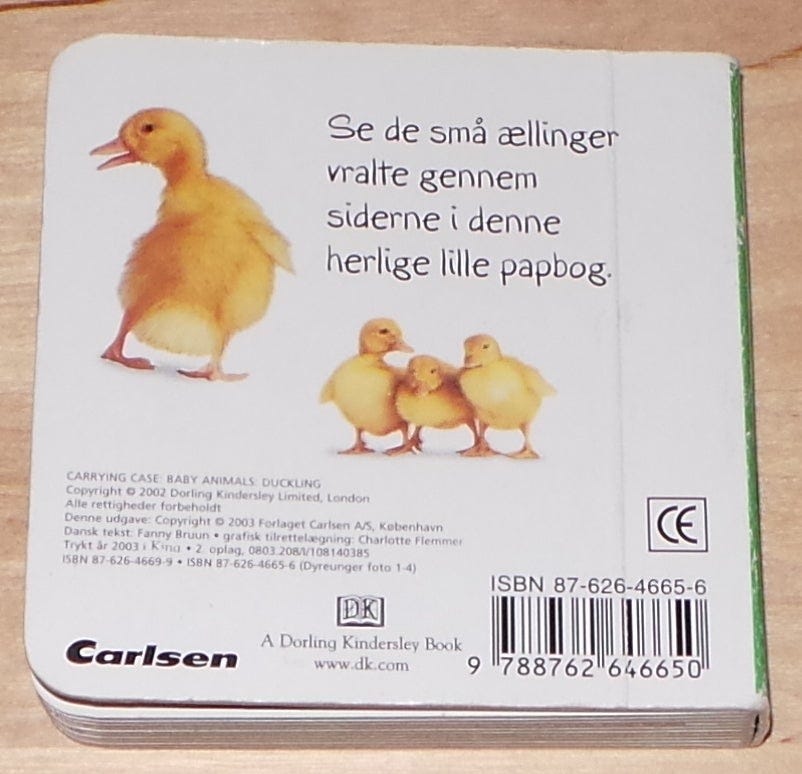 Se de små ællinger
vralte gennem
siderne i denne
herlige lille papbog.
CARRYING CASE: BABY ANIMALS: DUCKLING
Copyright © 2002 Dorling Kindersley Limited, London
Alle rettigheder forbeholdt
Denne udgave: Copyright © 2003 Forlaget Carlsen A/S, København
Dansk tekst: Fanny Bruun • grafisk tilrettelægning: Charlotte Flemmer
Trykt år 2003 i Kina • 2. oplag, 0803.208/I/108140385
ISBN 87-626-4669-9 • ISBN 87-626-4665-6 (Dyreunger foto 1-4)
CE
ISBN 87-626-4665-6
9 788762 646650
DK
A Dorling Kindersley Book
www.dk.com
Carlsen